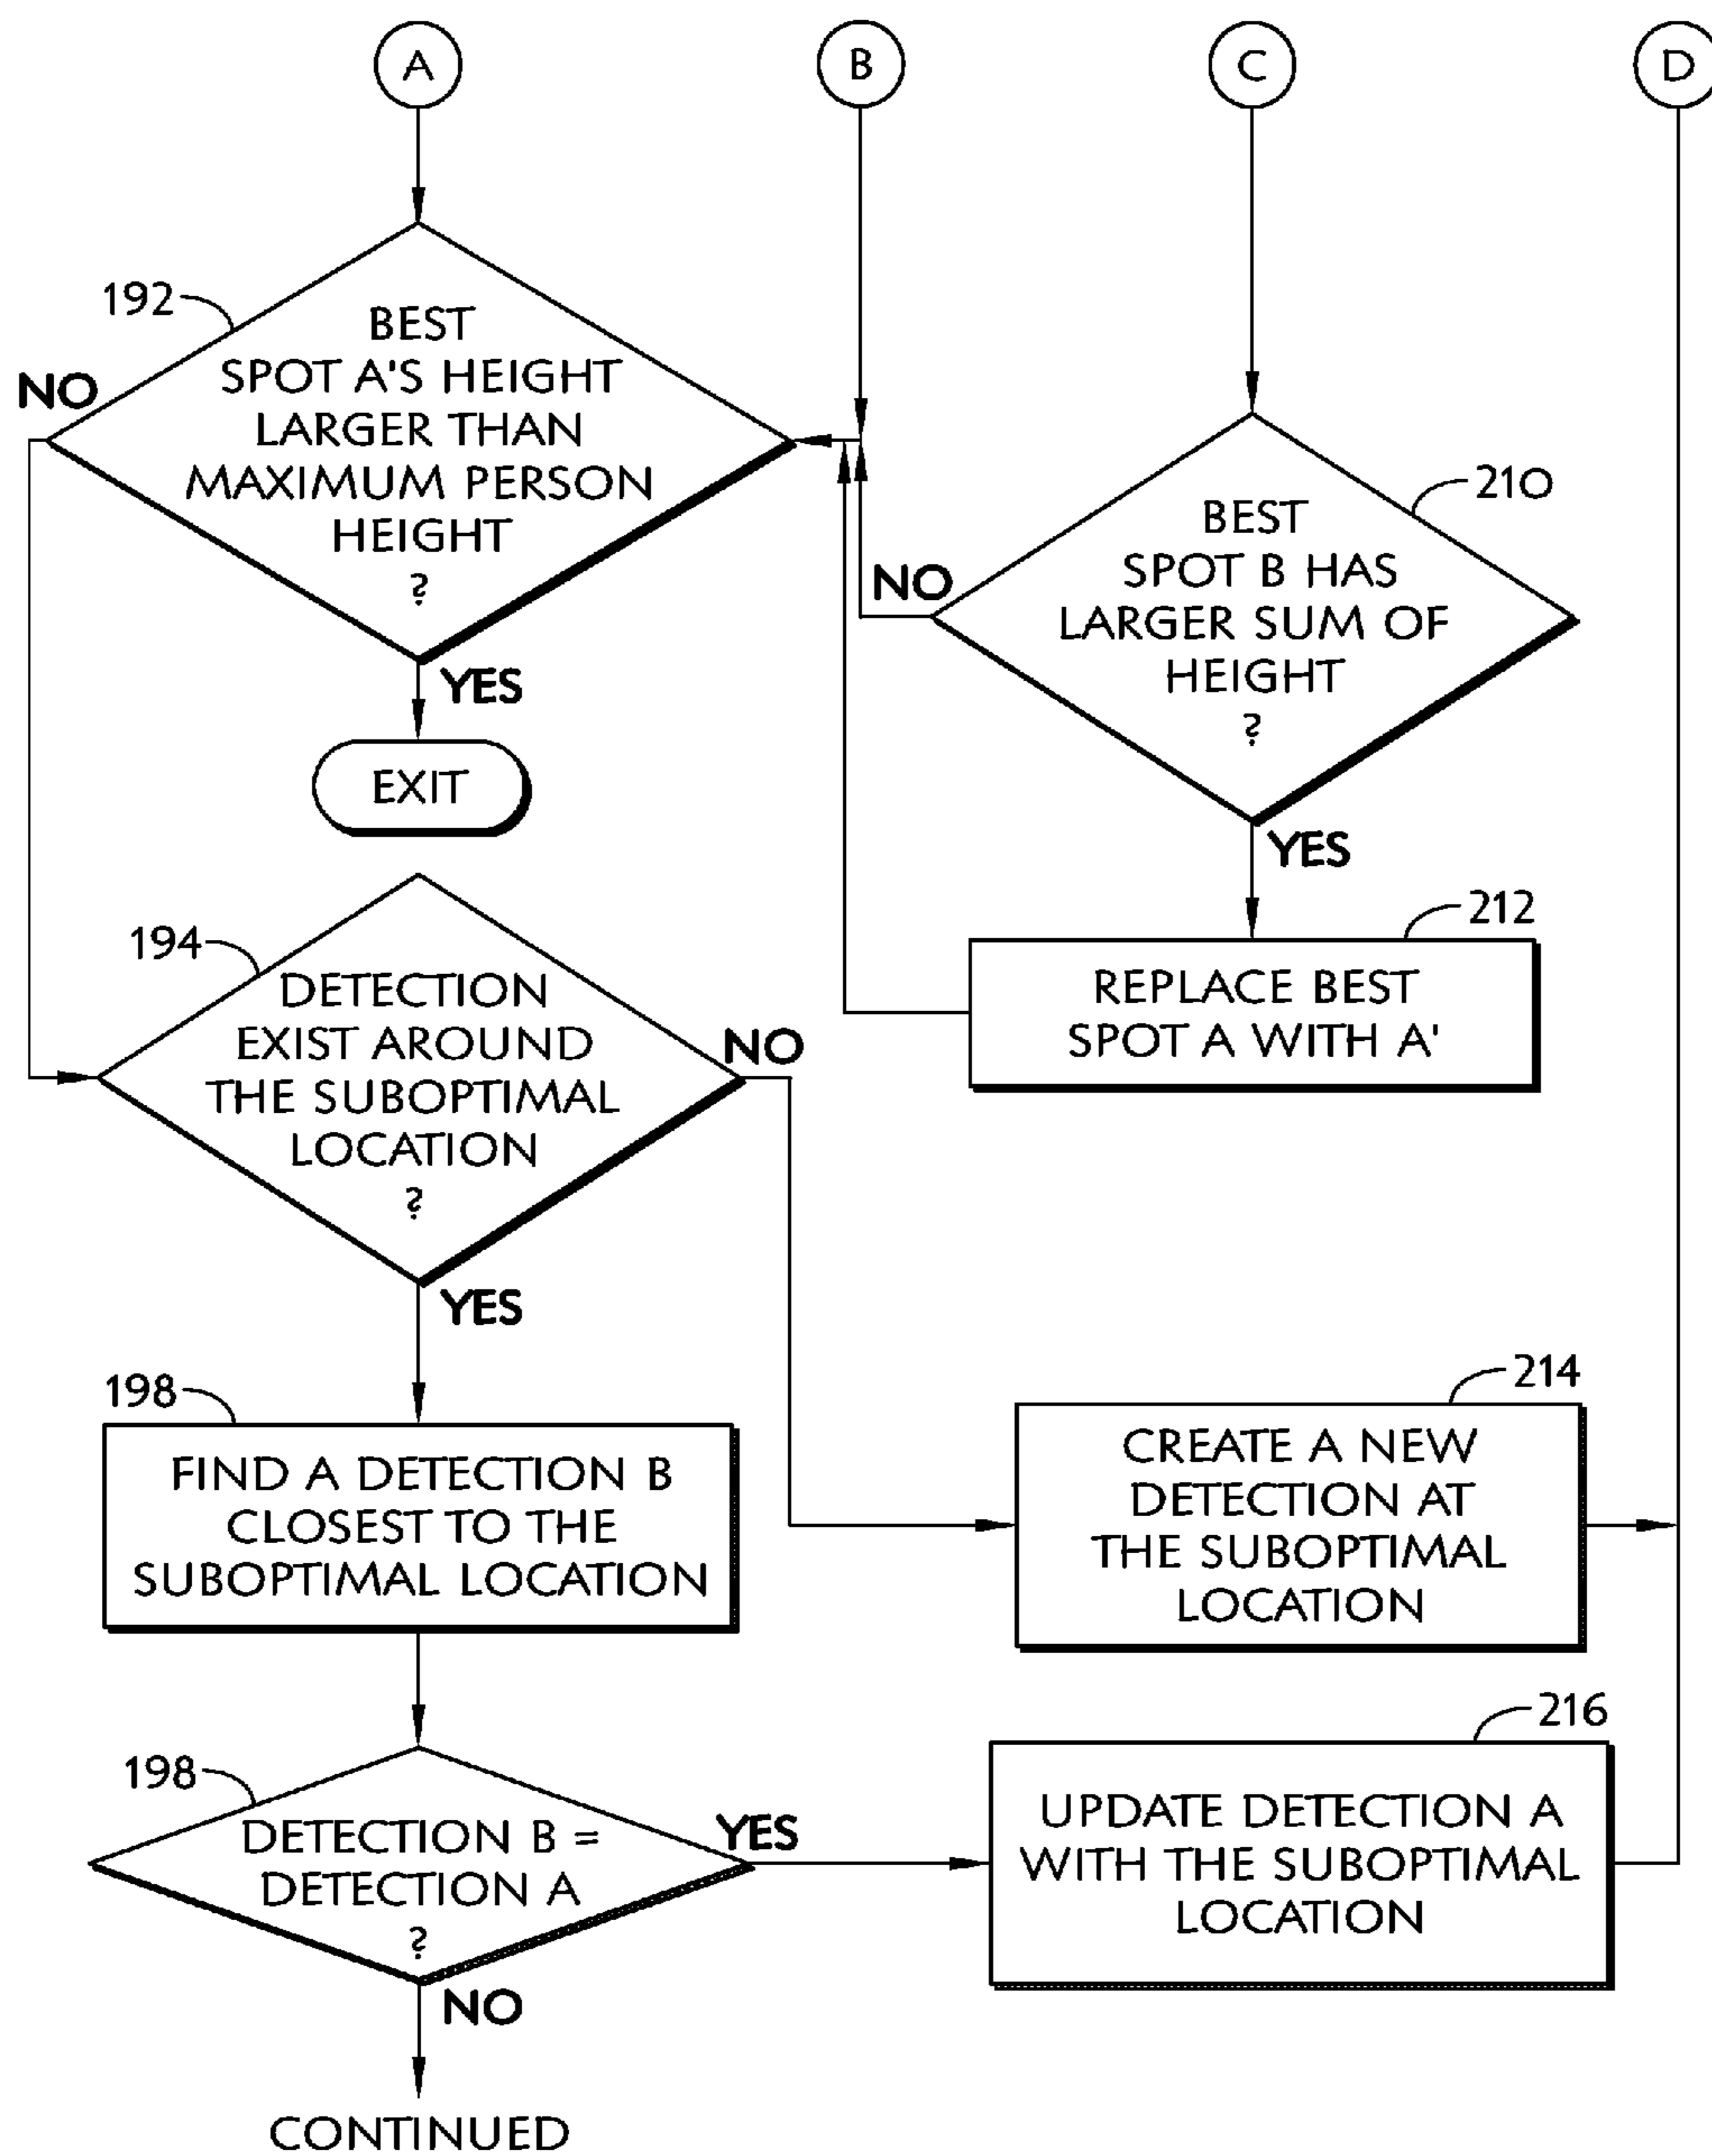 A
B
C
D
192
BEST
SPOT A'S HEIGHT
LARGER THAN
MAXIMUM PERSON
HEIGHT
?
NO
YES
EXIT
210
BEST
SPOT B HAS
LARGER SUM OF
HEIGHT
?
NO
YES
212
REPLACE BEST
SPOT A WITH A'
194
DETECTION
EXIST AROUND
THE SUBOPTIMAL
LOCATION
?
NO
YES
198
FIND A DETECTION B
CLOSEST TO THE
SUBOPTIMAL LOCATION
214
CREATE A NEW
DETECTION AT
THE SUBOPTIMAL
LOCATION
198
DETECTION B =
DETECTION A
?
YES
NO
216
UPDATE DETECTION A
WITH THE SUBOPTIMAL
LOCATION
CONTINUED